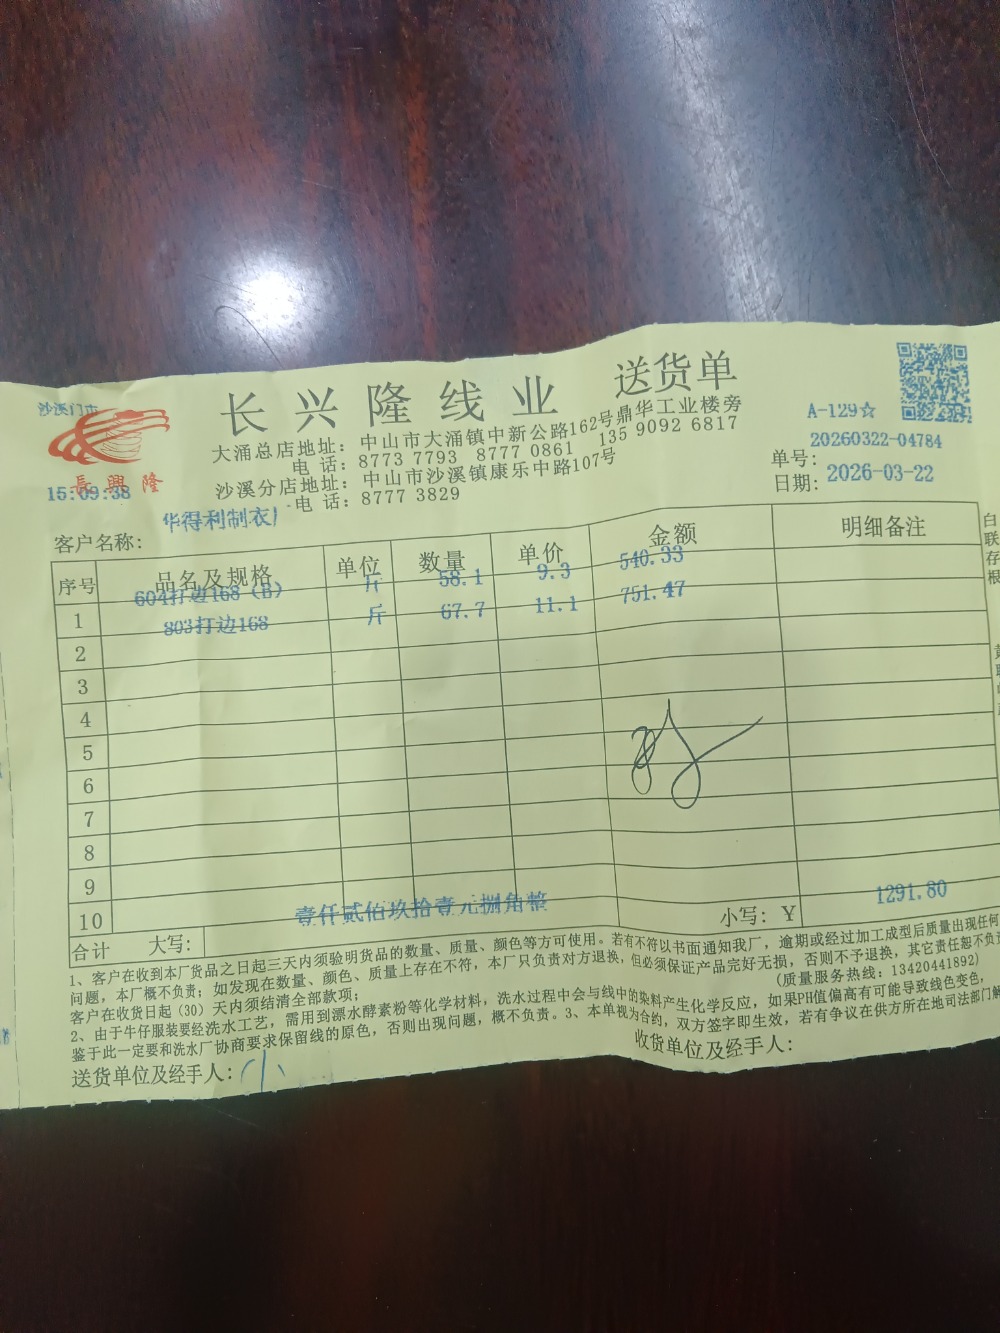 沙溪门市
長興隆
15:09:38
长兴隆线业 送货单
大涌总店地址：中山市大涌镇中新公路162号鼎华工业楼旁
电 话：8773 7793 8777 0861 135 9092 6817
沙溪分店地址：中山市沙溪镇康乐中路107号
电 话：8777 3829
A-129☆
单号：20260322-04784
日期：2026-03-22
客户名称：华得利制衣
序号 品名及规格 单位 数量 单价 金额 明细备注
604打边168（B） 斤 58.1 9.3 540.33
1 803打边168 斤 67.7 11.1 751.47
2
3
4
5
6
7
8
9
10
合计 大写：壹仟贰佰玖拾壹元捌角整 小写：Y 1291.80
1、客户在收到本厂货品之日起三天内须验明货品的数量、质量、颜色等方可使用。若有不符以书面通知我厂，逾期或经过加工成型后质量出现任何
问题，本厂概不负责；如发现在数量、颜色、质量上存在不符，本厂只负责对方退换，但必须保证产品完好无损，否则不予退换，其它责任恕不负
客户在收货日起（30）天内须结清全部款项；
（质量服务热线：13420441892）
2、由于牛仔服装要经洗水工艺，需用到漂水酵素粉等化学材料，洗水过程中会与线中的染料产生化学反应，如果PH值偏高有可能导致线色变色，
鉴于此一定要和洗水厂协商要求保留线的原色，否则出现问题，概不负责。3、本单视为合约，双方签字即生效，若有争议在供方所在地司法部门解
送货单位及经手人：
收货单位及经手人：
白联存根